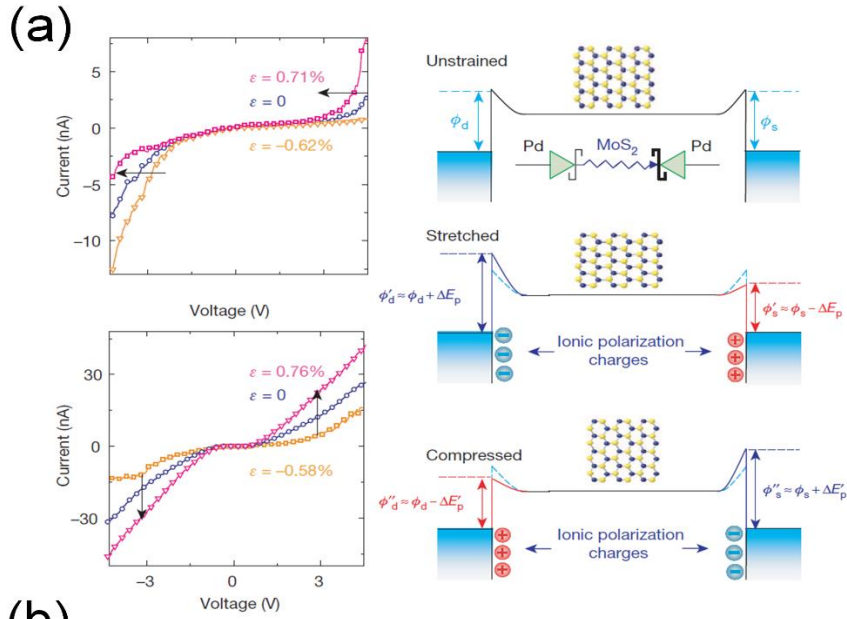 (a)
5
0
−5
−10
Current (nA)
ε = 0.71%
ε = 0
ε = −0.62%
Voltage (V)
30
0
−30
Current (nA)
ε = 0.76%
ε = 0
ε = −0.58%
−3 0 3
Voltage (V)
Unstrained
ϕd ϕs
Pd MoS2 Pd
Stretched
ϕ′d ≈ ϕd + ΔEp
ϕ′s ≈ ϕs − ΔEp
Ionic polarization
charges
Compressed
ϕ″d ≈ ϕd − ΔE′p
ϕ″s ≈ ϕs + ΔE′p
Ionic polarization
charges
(b)